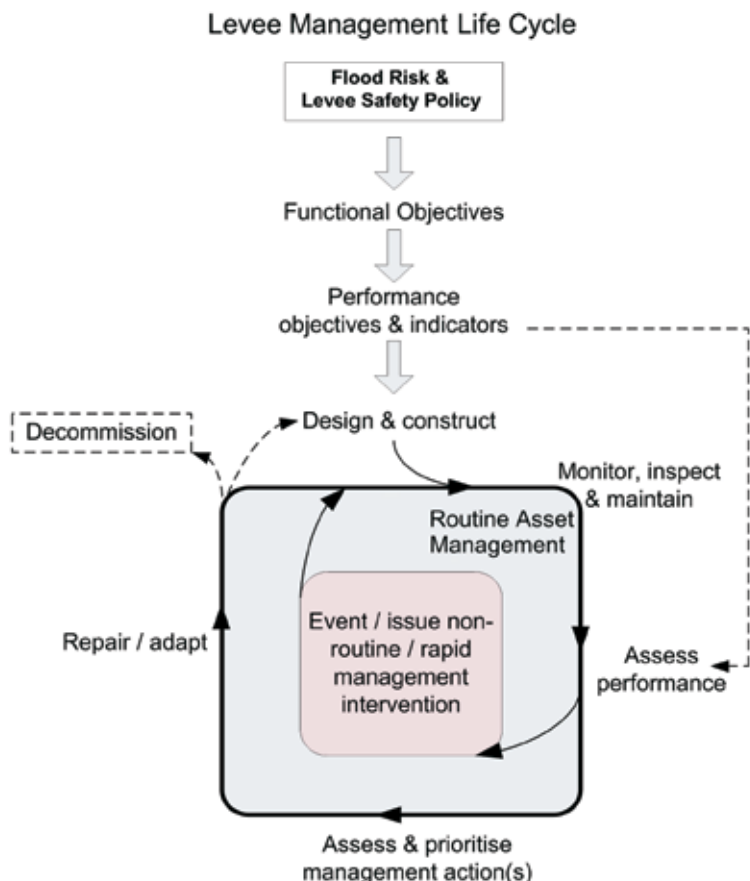 Levee Management Life Cycle
Flood Risk &
Levee Safety Policy
Functional Objectives
Performance
objectives & indicators
Design & construct
Decommission
Monitor, inspect
& maintain
Routine Asset
Management
Event / issue non-
routine / rapid
management
intervention
Repair / adapt
Assess
performance
Assess & prioritise
management action(s)